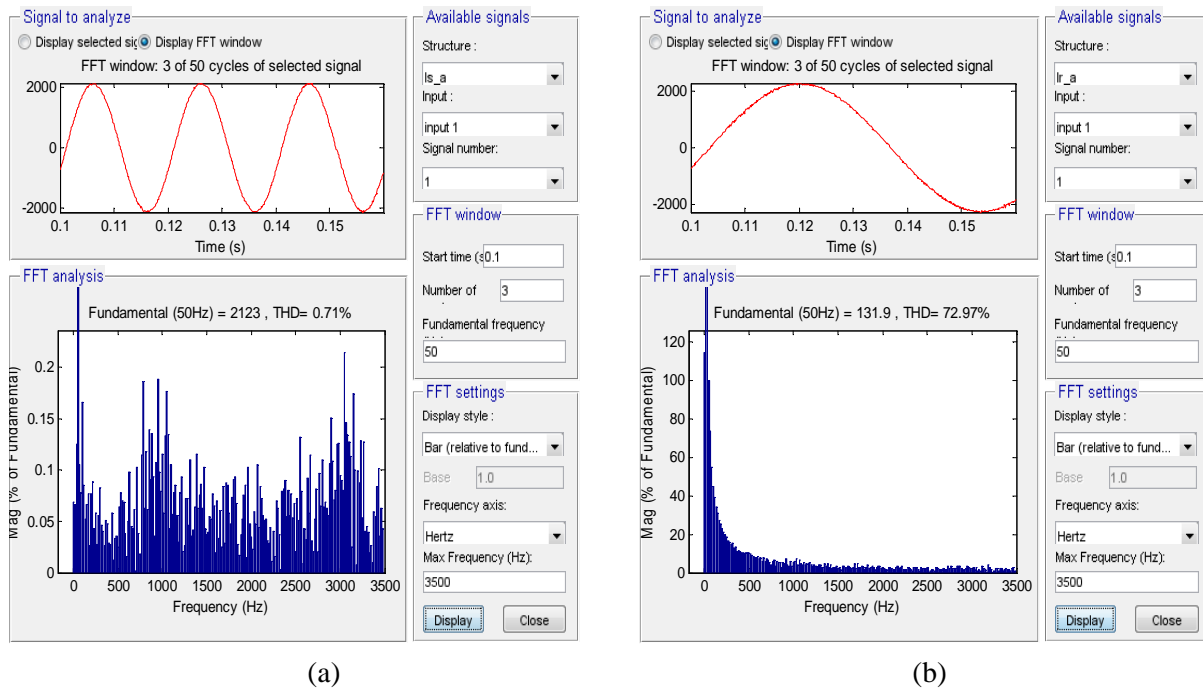 Signal to analyze
Display selected sig
Display FFT window
FFT window: 3 of 50 cycles of selected signal
2000
0
-2000
0.1 0.11 0.12 0.13 0.14 0.15
Time (s)
FFT analysis
Fundamental (50Hz) = 2123 , THD= 0.71%
Mag (% of Fundamental)
0.2
0.15
0.1
0.05
0
0 500 1000 1500 2000 2500 3000 3500
Frequency (Hz)
Available signals
Structure :
Is_a
Input :
input 1
Signal number:
1
FFT window
Start time (s
0.1
Number of
3
Fundamental frequency
50
FFT settings
Display style :
Bar (relative to fund...
Base 1.0
Frequency axis:
Hertz
Max Frequency (Hz):
3500
Display Close
(a)
Signal to analyze
Display selected sig
Display FFT window
FFT window: 3 of 50 cycles of selected signal
2000
0
-2000
0.1 0.11 0.12 0.13 0.14 0.15
Time (s)
FFT analysis
Fundamental (50Hz) = 131.9 , THD= 72.97%
Mag (% of Fundamental)
120
100
80
60
40
20
0
0 500 1000 1500 2000 2500 3000 3500
Frequency (Hz)
Available signals
Structure :
Ir_a
Input :
input 1
Signal number:
1
FFT window
Start time (s
0.1
Number of
3
Fundamental frequency
50
FFT settings
Display style :
Bar (relative to fund...
Base 1.0
Frequency axis:
Hertz
Max Frequency (Hz):
3500
Display Close
(b)